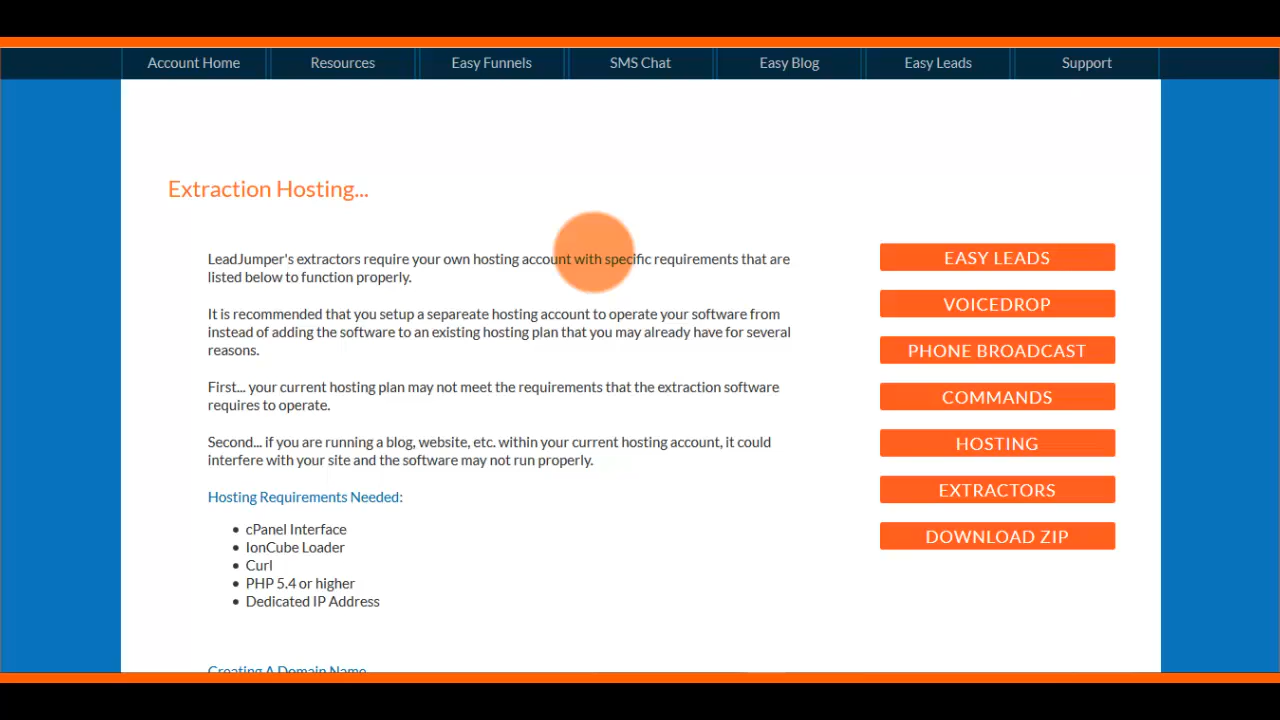 Account Home
Resources
Easy Funnels
SMS Chat
Easy Blog
Easy Leads
Support
Extraction Hosting...
LeadJumper's extractors require your own hosting account with specific requirements that are
listed below to function properly.
It is recommended that you setup a separeate hosting account to operate your software from
instead of adding the software to an existing hosting plan that you may already have for several
reasons.
First... your current hosting plan may not meet the requirements that the extraction software
requires to operate.
Second... if you are running a blog, website, etc. within your current hosting account, it could
interfere with your site and the software may not run properly.
Hosting Requirements Needed:
cPanel Interface
IonCube Loader
Curl
PHP 5.4 or higher
Dedicated IP Address
Creating A Domain Name
EASY LEADS
VOICEDROP
PHONE BROADCAST
COMMANDS
HOSTING
EXTRACTORS
DOWNLOAD ZIP